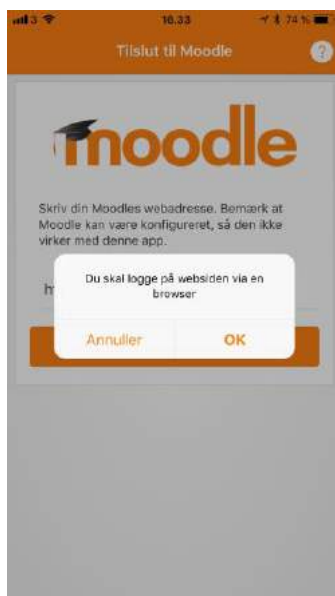 3 16.33 74 %
Tilslut til Moodle ?
moodle
Skriv din Moodles webadresse. Bemærk at
Moodle kan være konfigureret, så den ikke
virker med denne app.
Du skal logge på websiden via en
browser
Annuller OK